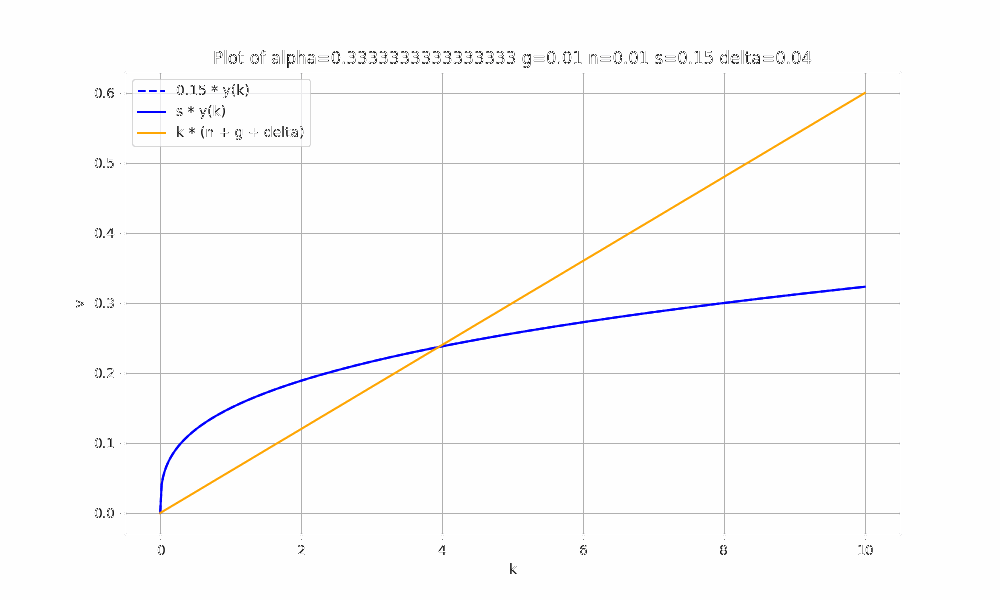 Plot of alpha=0.3333333333333333 g=0.01 n=0.01 s=0.15 delta=0.04
0.15 * y(k)
s * y(k)
k * (n + g + delta)
0.6
0.5
0.4
y
0.3
0.2
0.1
0.0
0 2 4 6 8 10
k